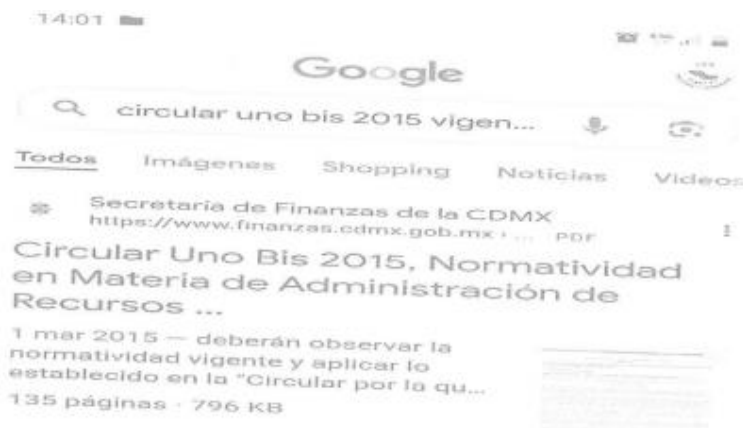 14:01
Google
circular uno bis 2015 vigen...
Todos Imágenes Shopping Noticias Videos
Secretaría de Finanzas de la CDMX
https://www.finanzas.cdmx.gob.mx › ... PDF
Circular Uno Bis 2015, Normatividad
en Materia de Administración de
Recursos ...
1 mar 2015 — deberán observar la
normatividad vigente y aplicar lo
establecido en la "Circular por la qu...
135 páginas · 796 KB